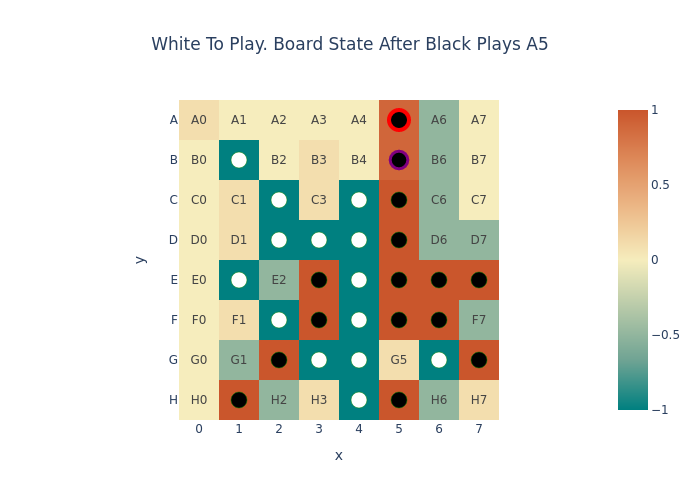 White To Play. Board State After Black Plays A5
A A0 A1 A2 A3 A4 A6 A7
B B0 B2 B3 B4 B6 B7
C C0 C1 C3 C6 C7
D D0 D1 D6 D7
E E0 E2
F F0 F1 F7
G G0 G1 G5
H H0 H2 H3 H6 H7
0 1 2 3 4 5 6 7
x
y
1
0.5
0
−0.5
−1